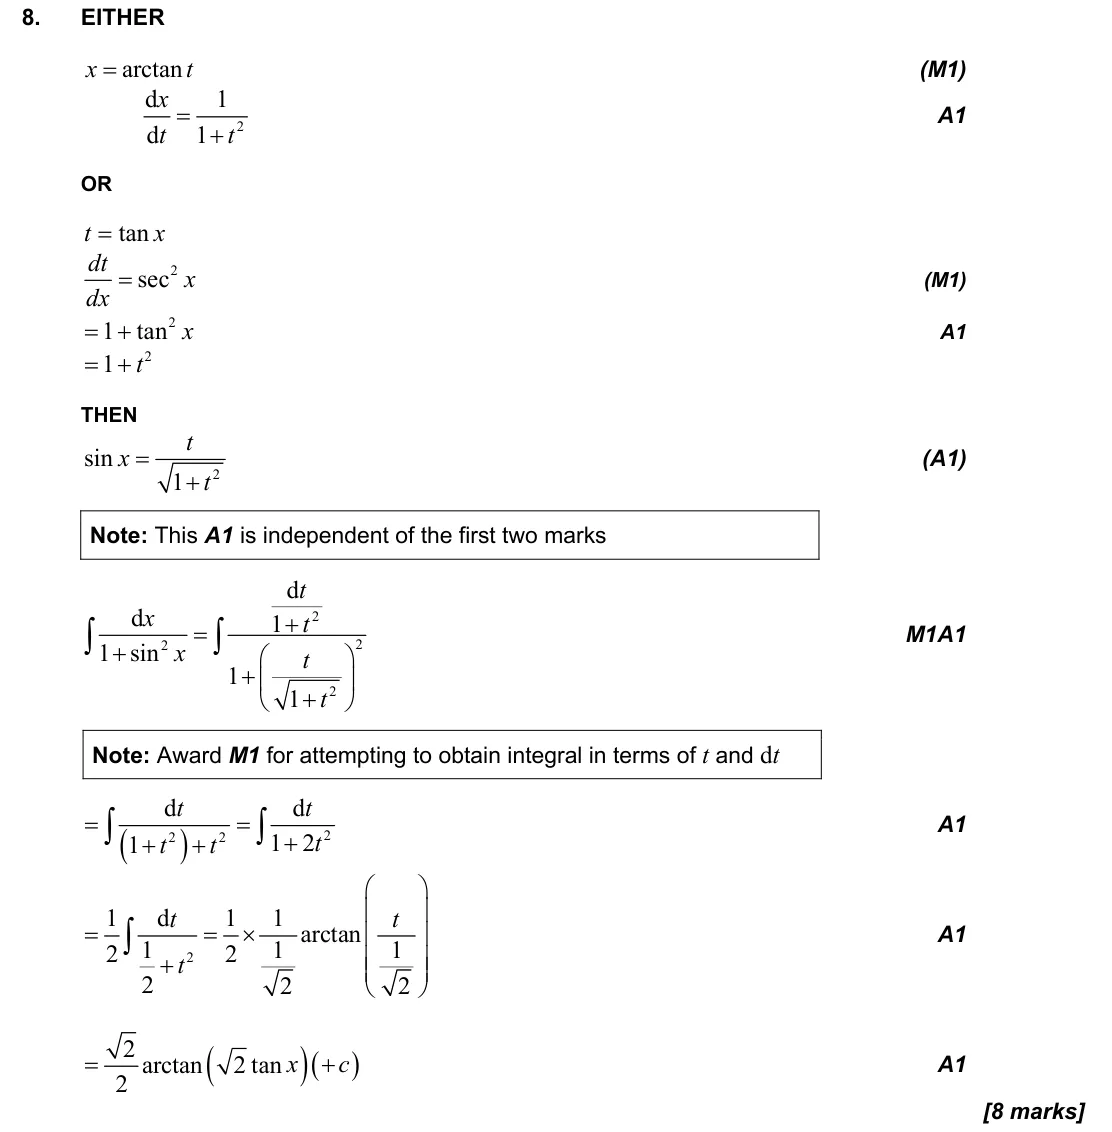 8. EITHER
x = arctan t (M1)
dx/dt = 1/(1+t²) A1
OR
t = tan x
dt/dx = sec² x (M1)
= 1 + tan² x A1
= 1 + t²
THEN
sin x = t/√(1+t²) (A1)
Note: This A1 is independent of the first two marks
∫ dx/(1+sin² x) = ∫ (dt/(1+t²))/(1+(t/√(1+t²))²) M1A1
Note: Award M1 for attempting to obtain integral in terms of t and dt
= ∫ dt/((1+t²)+t²) = ∫ dt/(1+2t²) A1
= 1/2 ∫ dt/(1/2+t²) = 1/2 × 1/(1/√2) arctan(t/(1/√2)) A1
= √2/2 arctan(√2 tan x)(+c) A1
[8 marks]